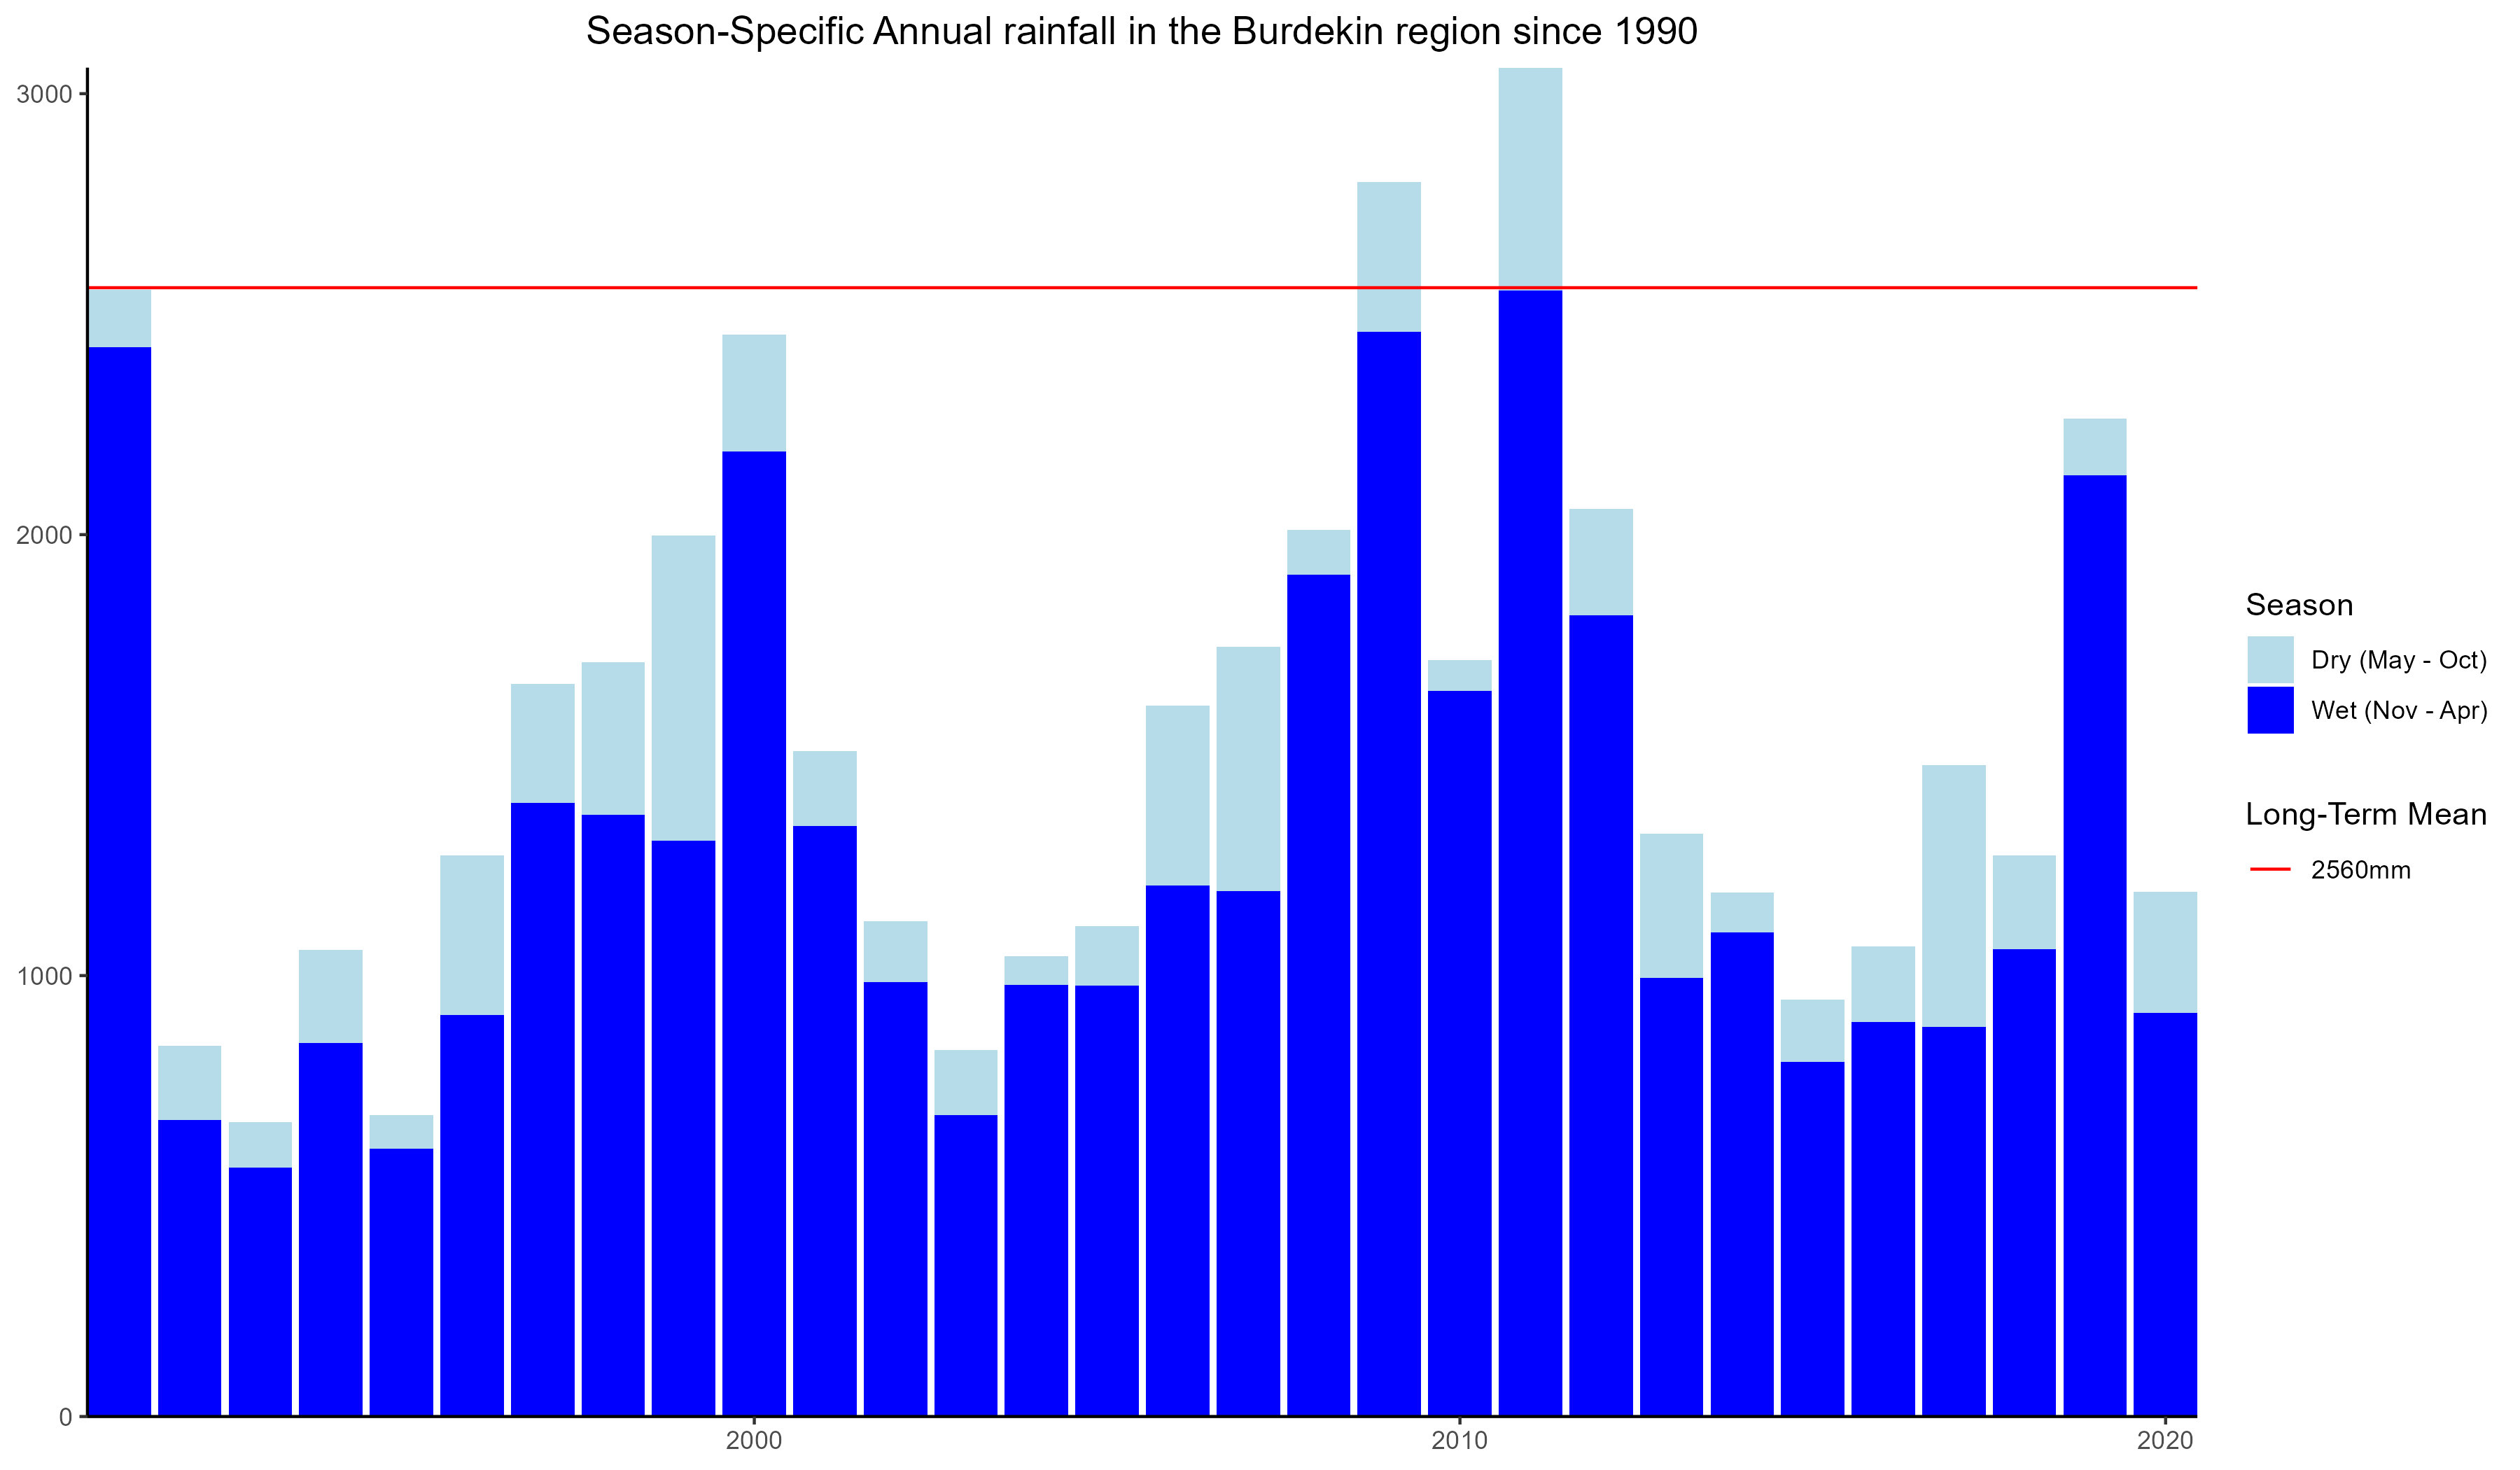 Season-Specific Annual rainfall in the Burdekin region since 1990
3000
2000
1000
0
2000
2010
2020
Season
Dry (May - Oct)
Wet (Nov - Apr)
Long-Term Mean
2560mm